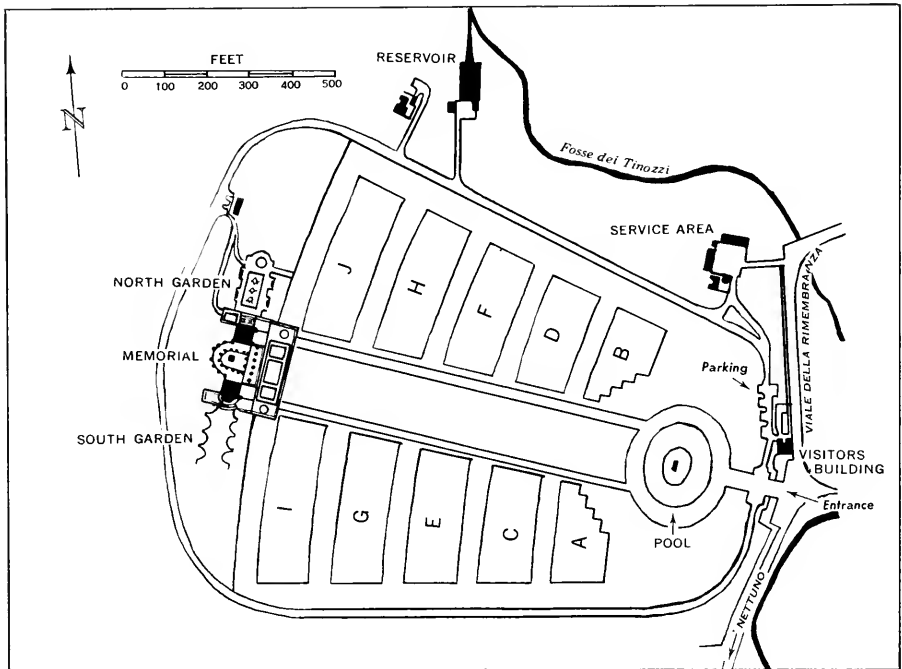 FEET
0 100 200 300 400 500
N
RESERVOIR
Fosse dei Tinozzi
SERVICE AREA
VIALE DELLA RIMEMBRANZA
NORTH GARDEN
MEMORIAL
SOUTH GARDEN
J
H
F
D
B
Parking
VISITORS
BUILDING
Entrance
I
G
E
C
A
POOL
NETTUNO